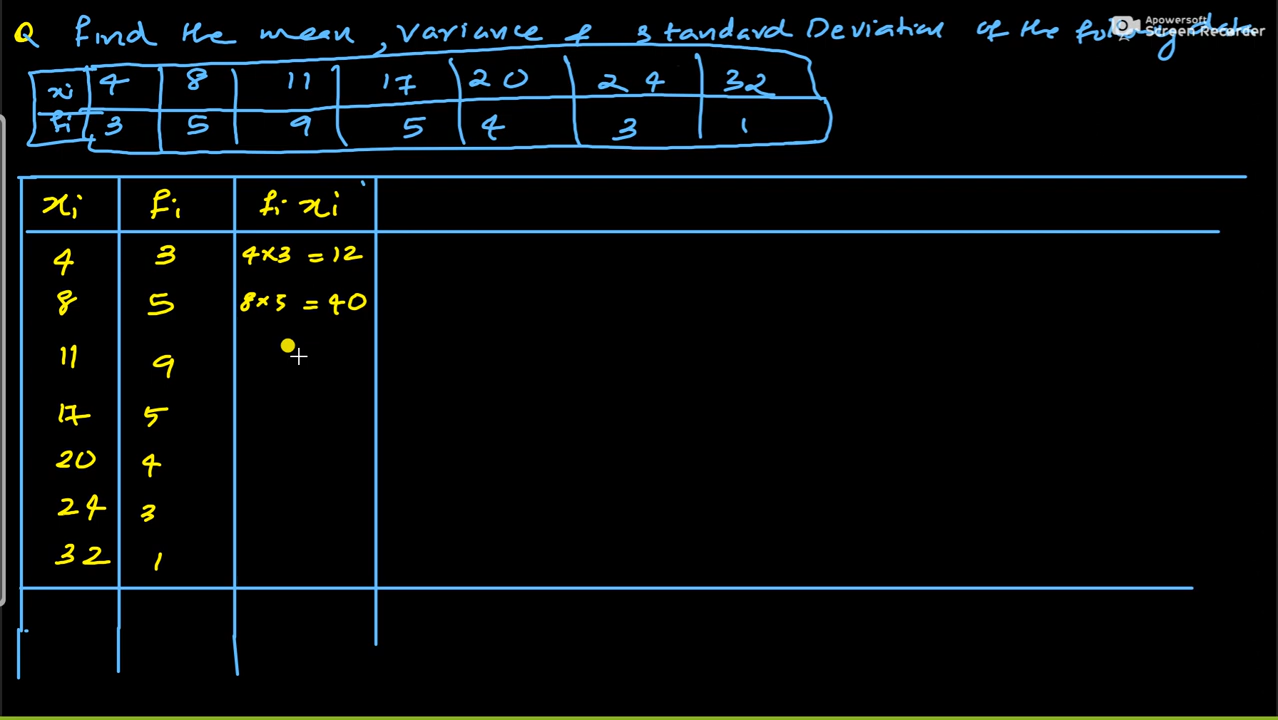 Q Find the mean, variance & standard Deviation of the data
xi 4 8 11 17 20 24 32
fi 3 5 9 5 4 3 1
xi fi fi xi
4 3 4×3 = 12
8 5 8×5 = 40
11 9
17 5
20 4
24 3
32 1
Apowersoft
Screen Recorder